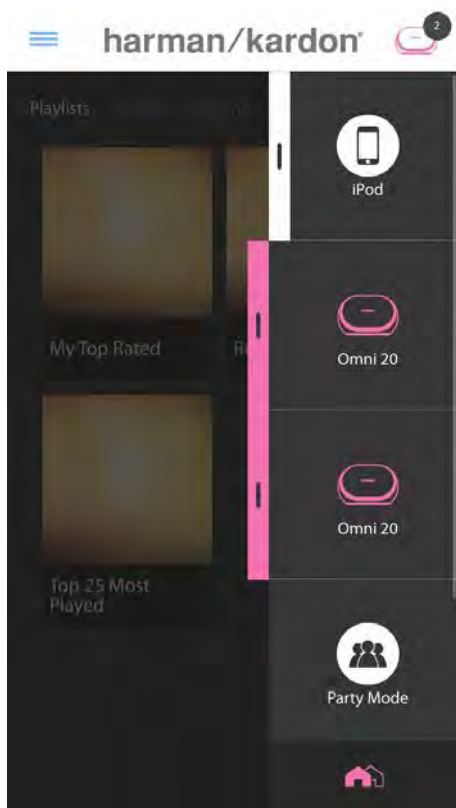 harman/kardon
2
Playlists
iPod
My Top Rated
Omni 20
Omni 20
Top 25 Most
Played
Party Mode